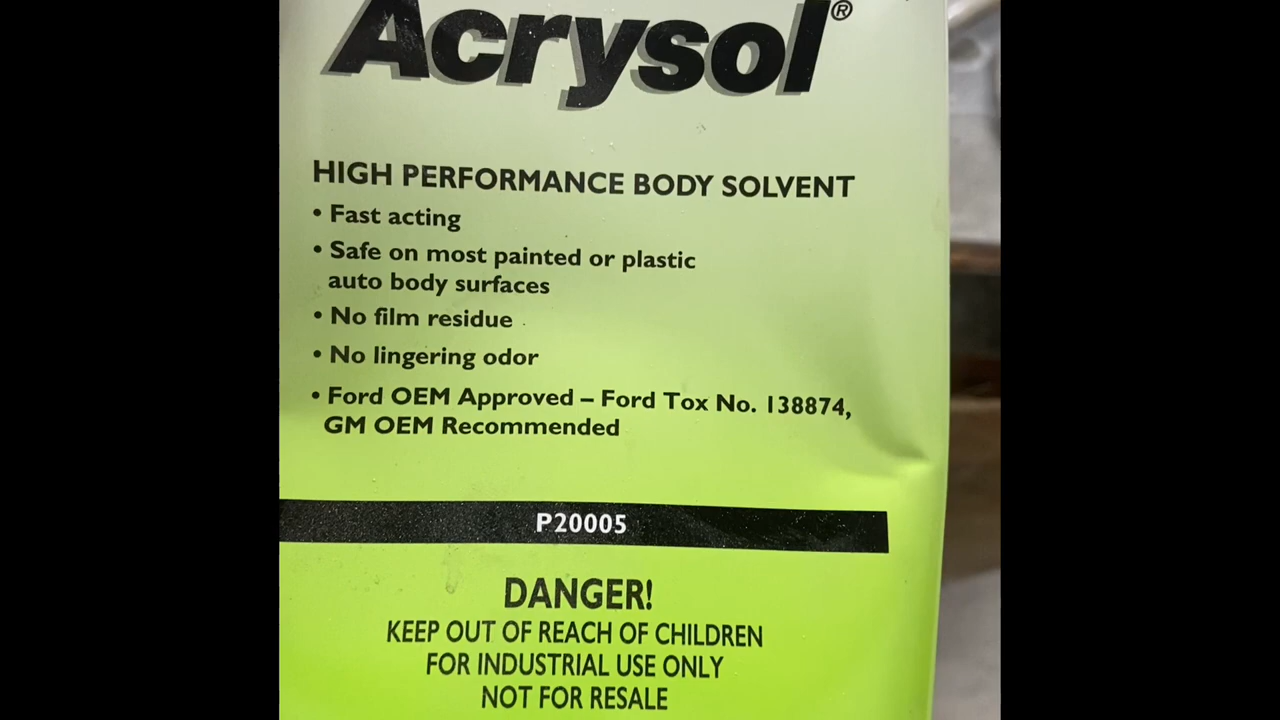 Acrysol®
HIGH PERFORMANCE BODY SOLVENT
• Fast acting
• Safe on most painted or plastic
auto body surfaces
• No film residue
• No lingering odor
• Ford OEM Approved – Ford Tox No. 138874,
GM OEM Recommended
P20005
DANGER!
KEEP OUT OF REACH OF CHILDREN
FOR INDUSTRIAL USE ONLY
NOT FOR RESALE